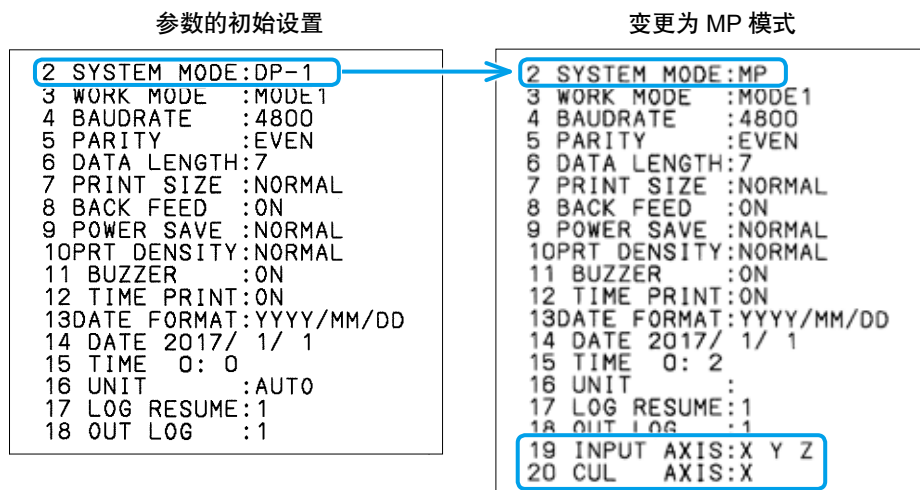 参数的初始设置
2 SYSTEM MODE:DP-1
3 WORK MODE :MODE1
4 BAUDRATE :4800
5 PARITY :EVEN
6 DATA LENGTH:7
7 PRINT SIZE :NORMAL
8 BACK FEED :ON
9 POWER SAVE :NORMAL
10PRT DENSITY:NORMAL
11 BUZZER :ON
12 TIME PRINT:ON
13DATE FORMAT:YYYY/MM/DD
14 DATE 2017/ 1/ 1
15 TIME 0: 0
16 UNIT :AUTO
17 LOG RESUME:1
18 OUT LOG :1
变更为 MP 模式
2 SYSTEM MODE:MP
3 WORK MODE :MODE1
4 BAUDRATE :4800
5 PARITY :EVEN
6 DATA LENGTH:7
7 PRINT SIZE :NORMAL
8 BACK FEED :ON
9 POWER SAVE :NORMAL
10PRT DENSITY:NORMAL
11 BUZZER :ON
12 TIME PRINT:ON
13DATE FORMAT:YYYY/MM/DD
14 DATE 2017/ 1/ 1
15 TIME 0: 2
16 UNIT :
17 LOG RESUME:1
18 OUT LOG :1
19 INPUT AXIS:X Y Z
20 CUL AXIS:X